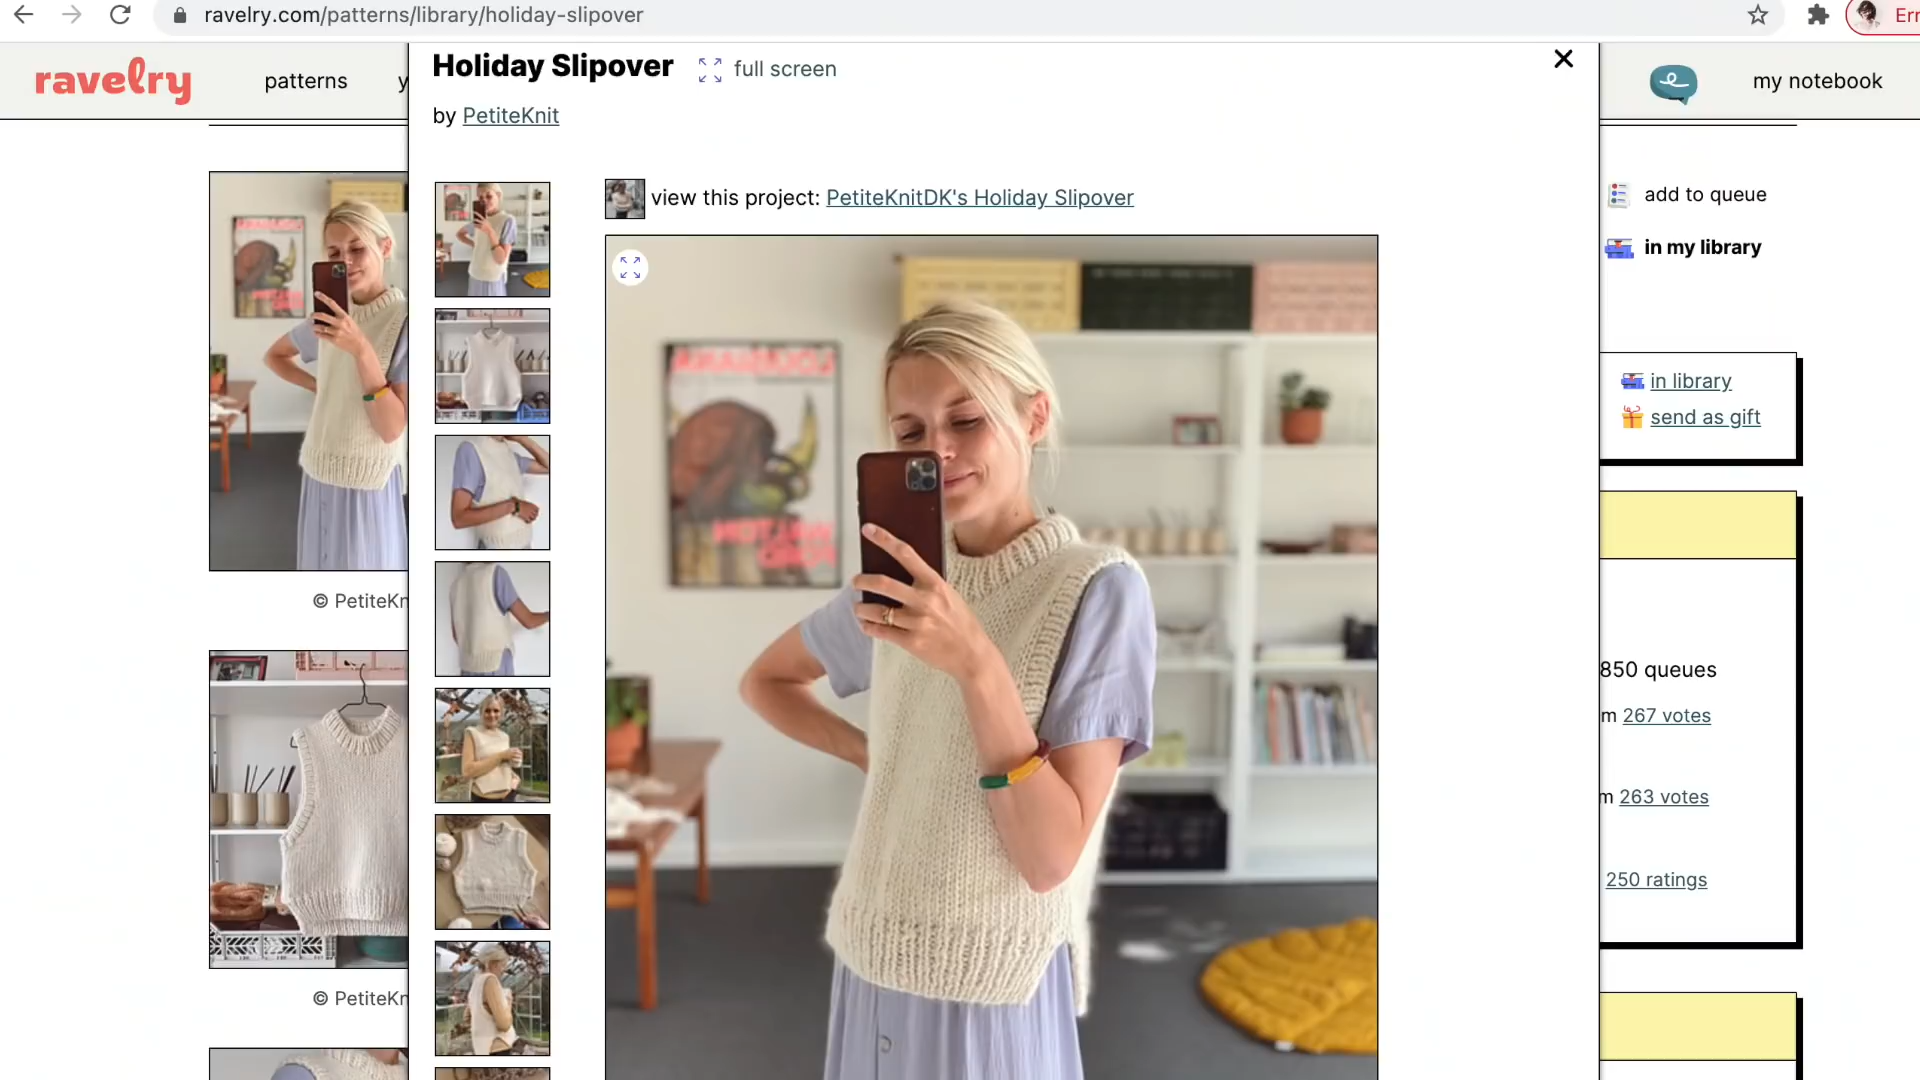 ravelry.com/patterns/library/holiday-slipover
Err
ravelry
patterns
y
my notebook
Holiday Slipover
full screen
by PetiteKnit
view this project: PetiteKnitDK's Holiday Slipover
add to queue
in my library
in library
send as gift
850 queues
m 267 votes
m 263 votes
250 ratings
© PetiteKn
© PetiteKn